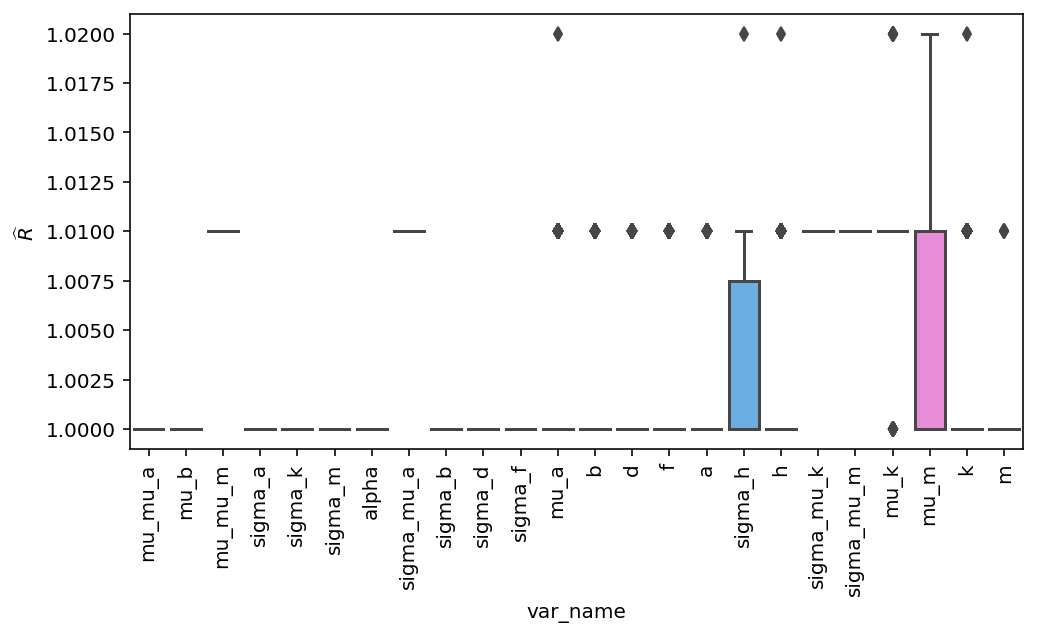 1.0200
1.0175
1.0150
1.0125
1.0100
1.0075
1.0050
1.0025
1.0000
R̂
mu_mu_a
mu_b
mu_mu_m
sigma_a
sigma_k
sigma_m
alpha
sigma_mu_a
sigma_b
sigma_d
sigma_f
mu_a
b
d
f
a
sigma_h
h
sigma_mu_k
sigma_mu_m
mu_k
mu_m
k
m
var_name